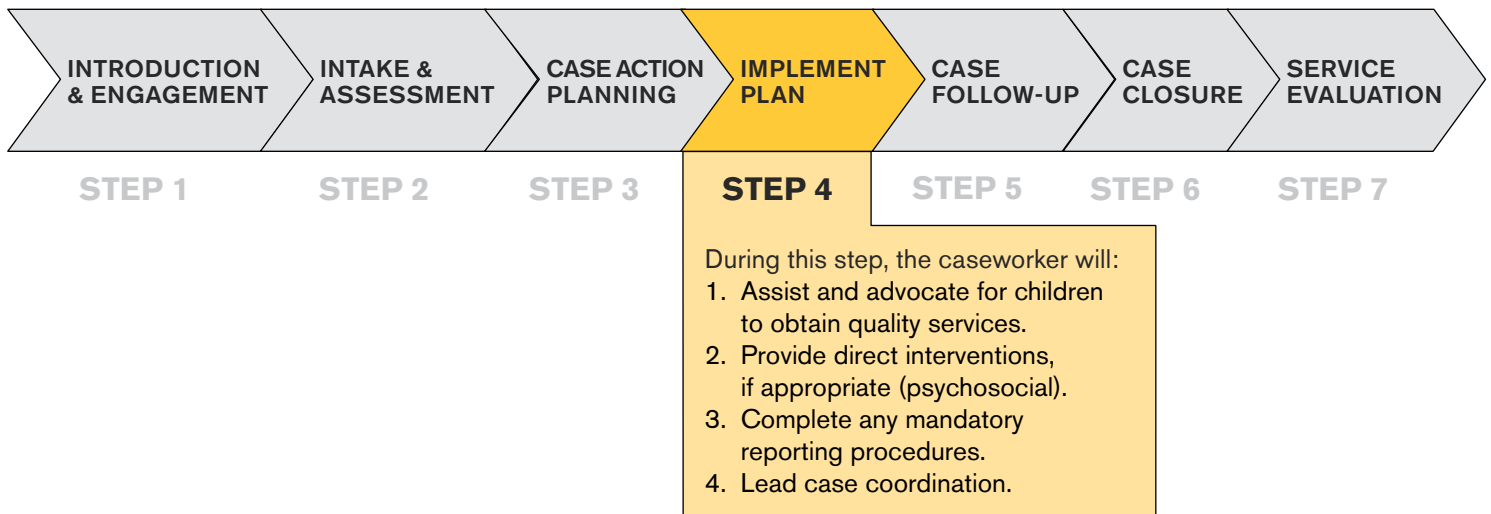 INTRODUCTION
& ENGAGEMENT
INTAKE &
ASSESSMENT
CASE ACTION
PLANNING
IMPLEMENT
PLAN
CASE
FOLLOW-UP
CASE
CLOSURE
SERVICE
EVALUATION
STEP 1
STEP 2
STEP 3
STEP 4
STEP 5
STEP 6
STEP 7
During this step, the caseworker will:
1. Assist and advocate for children
to obtain quality services.
2. Provide direct interventions,
if appropriate (psychosocial).
3. Complete any mandatory
reporting procedures.
4. Lead case coordination.